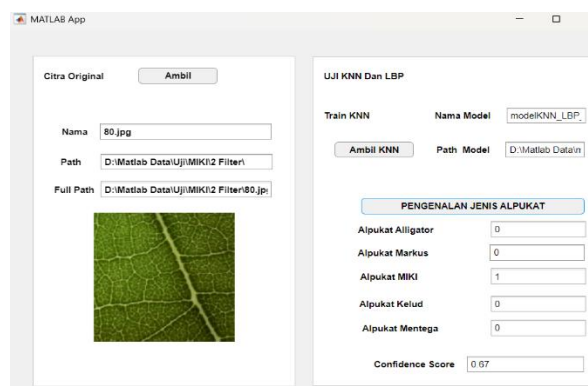 MATLAB App
Citra Original Ambil
Nama 80.jpg
Path D:\Matlab Data\Uji\MIKI\2 Filter\
Full Path D:\Matlab Data\Uji\MIKI\2 Filter\80.jp
UJI KNN Dan LBP
Train KNN Nama Model modelKNN_LBP_
Ambil KNN Path Model D:\Matlab Data\
PENGENALAN JENIS ALPUKAT
Alpukat Alligator 0
Alpukat Markus 0
Alpukat MIKI 1
Alpukat Kelud 0
Alpukat Mentega 0
Confidence Score 0.67